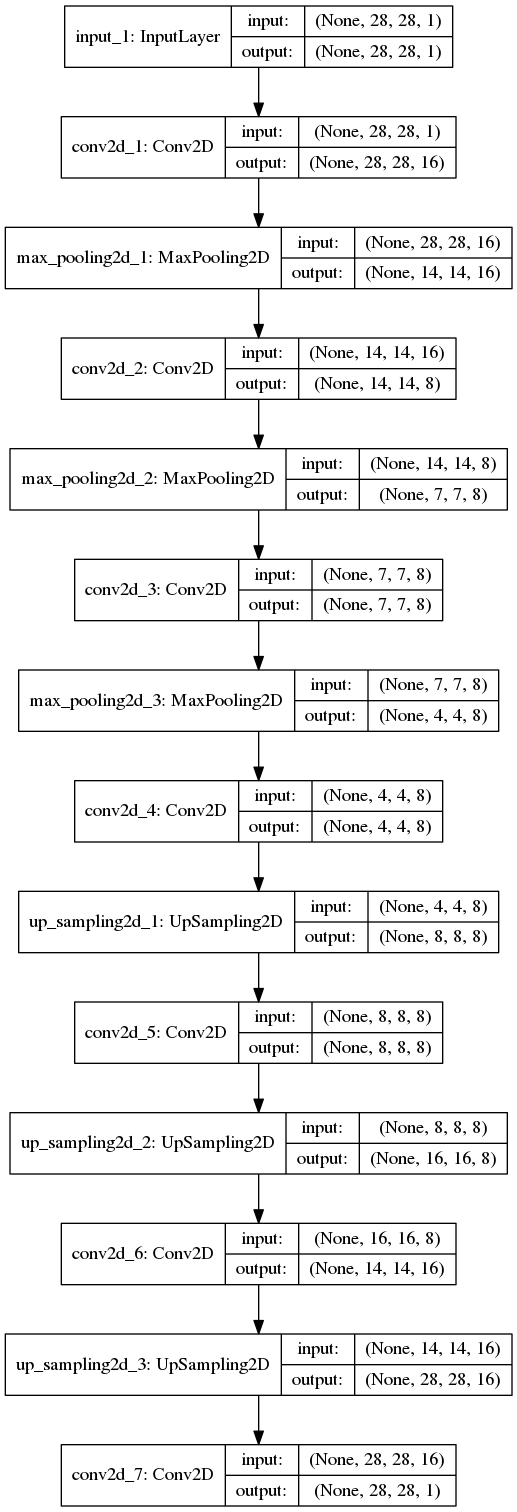 input_1: InputLayer
input: (None, 28, 28, 1)
output: (None, 28, 28, 1)
conv2d_1: Conv2D
input: (None, 28, 28, 1)
output: (None, 28, 28, 16)
max_pooling2d_1: MaxPooling2D
input: (None, 28, 28, 16)
output: (None, 14, 14, 16)
conv2d_2: Conv2D
input: (None, 14, 14, 16)
output: (None, 14, 14, 8)
max_pooling2d_2: MaxPooling2D
input: (None, 14, 14, 8)
output: (None, 7, 7, 8)
conv2d_3: Conv2D
input: (None, 7, 7, 8)
output: (None, 7, 7, 8)
max_pooling2d_3: MaxPooling2D
input: (None, 7, 7, 8)
output: (None, 4, 4, 8)
conv2d_4: Conv2D
input: (None, 4, 4, 8)
output: (None, 4, 4, 8)
up_sampling2d_1: UpSampling2D
input: (None, 4, 4, 8)
output: (None, 8, 8, 8)
conv2d_5: Conv2D
input: (None, 8, 8, 8)
output: (None, 8, 8, 8)
up_sampling2d_2: UpSampling2D
input: (None, 8, 8, 8)
output: (None, 16, 16, 8)
conv2d_6: Conv2D
input: (None, 16, 16, 8)
output: (None, 14, 14, 16)
up_sampling2d_3: UpSampling2D
input: (None, 14, 14, 16)
output: (None, 28, 28, 16)
conv2d_7: Conv2D
input: (None, 28, 28, 16)
output: (None, 28, 28, 1)